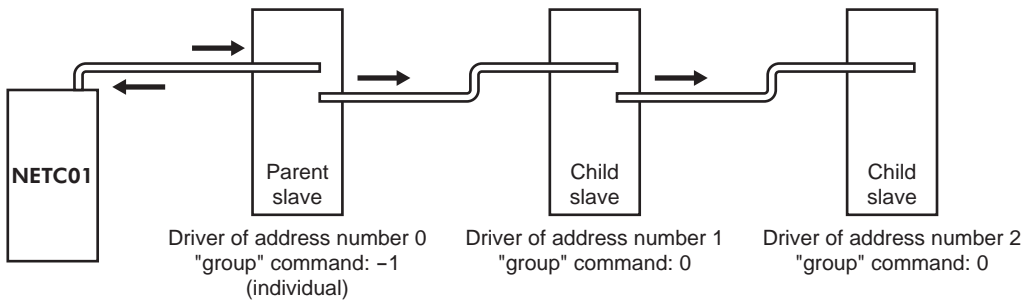 NETC01
Parent
slave
Child
slave
Child
slave
Driver of address number 0
"group" command: −1
(individual)
Driver of address number 1
"group" command: 0
Driver of address number 2
"group" command: 0